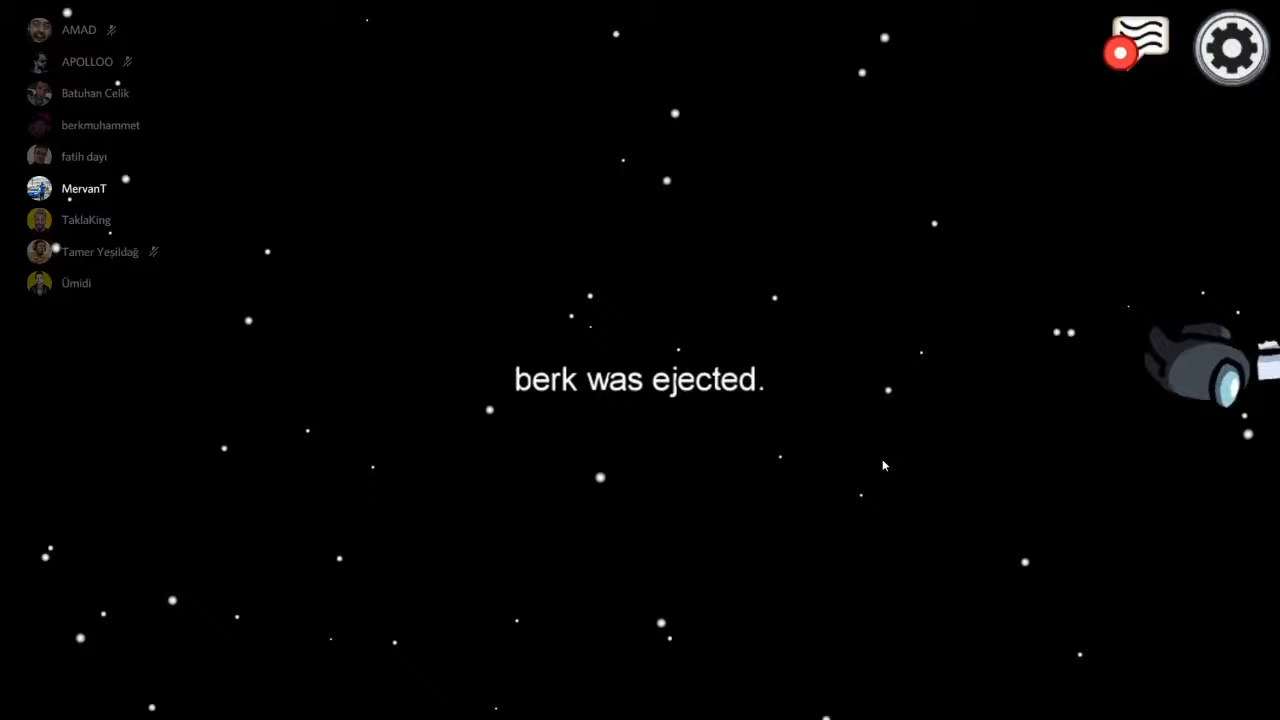 AMAD
APOLLOO
Batuhan Celik
berkmuhammet
fatih dayı
MervanT
TaklaKing
Tamer Yeşildağ
Ümidi
berk was ejected.